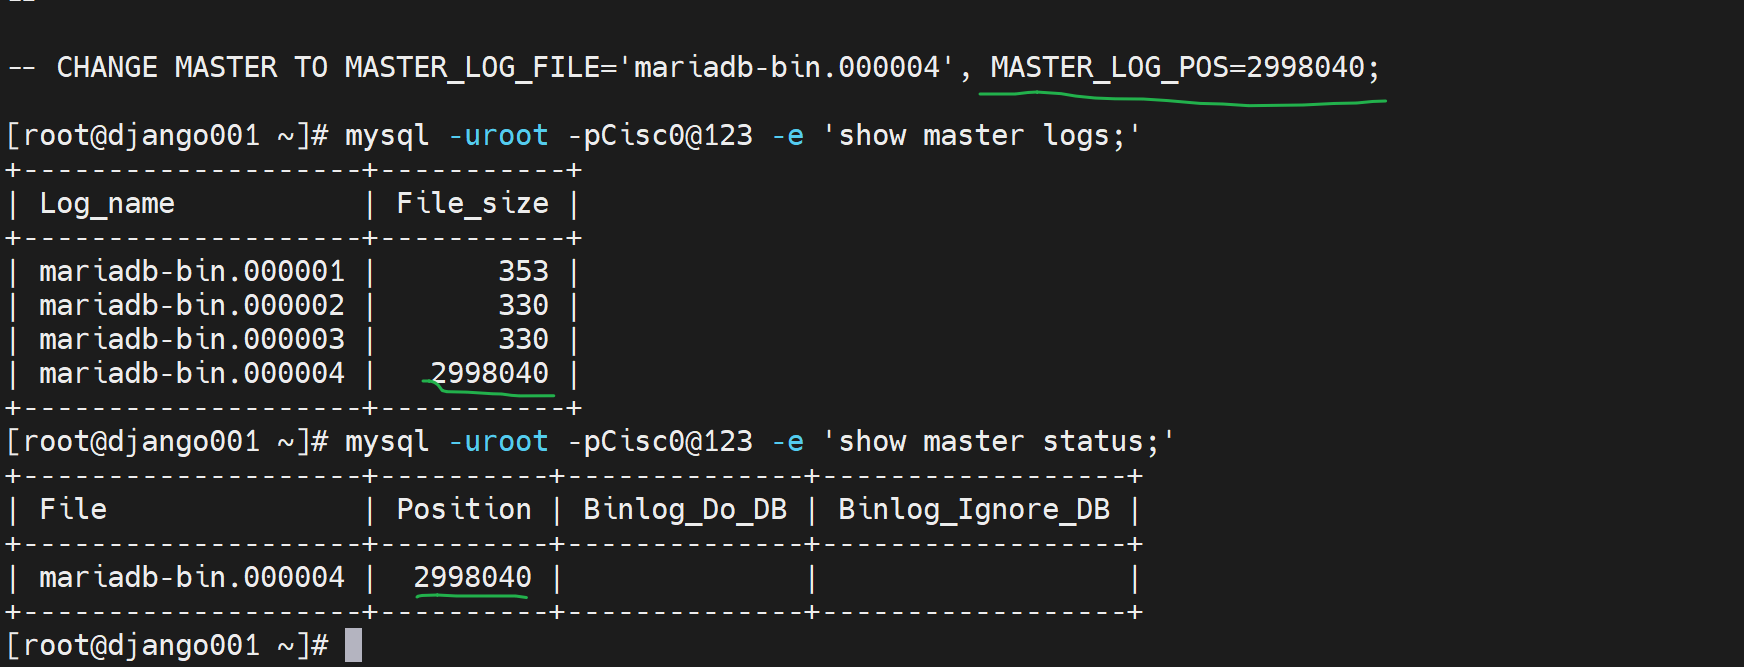 --
-- CHANGE MASTER TO MASTER_LOG_FILE='mariadb-bin.000004', MASTER_LOG_POS=2998040;
[root@django001 ~]# mysql -uroot -pCisc0@123 -e 'show master logs;'
+--------------------+-----------+
| Log_name           | File_size |
+--------------------+-----------+
| mariadb-bin.000001 |       353 |
| mariadb-bin.000002 |       330 |
| mariadb-bin.000003 |       330 |
| mariadb-bin.000004 |   2998040 |
+--------------------+-----------+
[root@django001 ~]# mysql -uroot -pCisc0@123 -e 'show master status;'
+--------------------+----------+--------------+------------------+
| File               | Position | Binlog_Do_DB | Binlog_Ignore_DB |
+--------------------+----------+--------------+------------------+
| mariadb-bin.000004 |  2998040 |              |                  |
+--------------------+----------+--------------+------------------+
[root@django001 ~]#